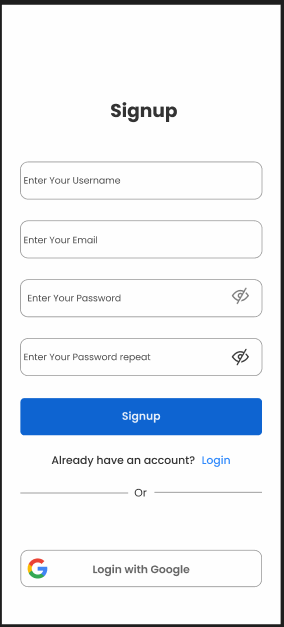 Signup
Enter Your Username
Enter Your Email
Enter Your Password
Enter Your Password repeat
Signup
Already have an account? Login
Or
Login with Google